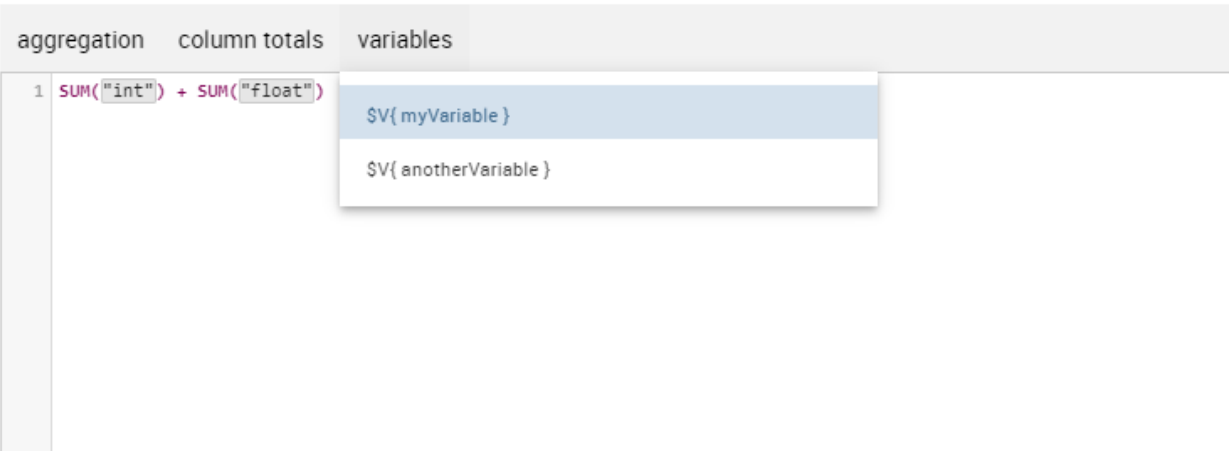 aggregation column totals variables
1 SUM("int") + SUM("float")
$V{ myVariable }
$V{ anotherVariable }